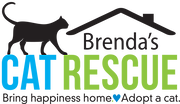 Brenda's
CAT RESCUE
Bring happiness home♥Adopt a cat.